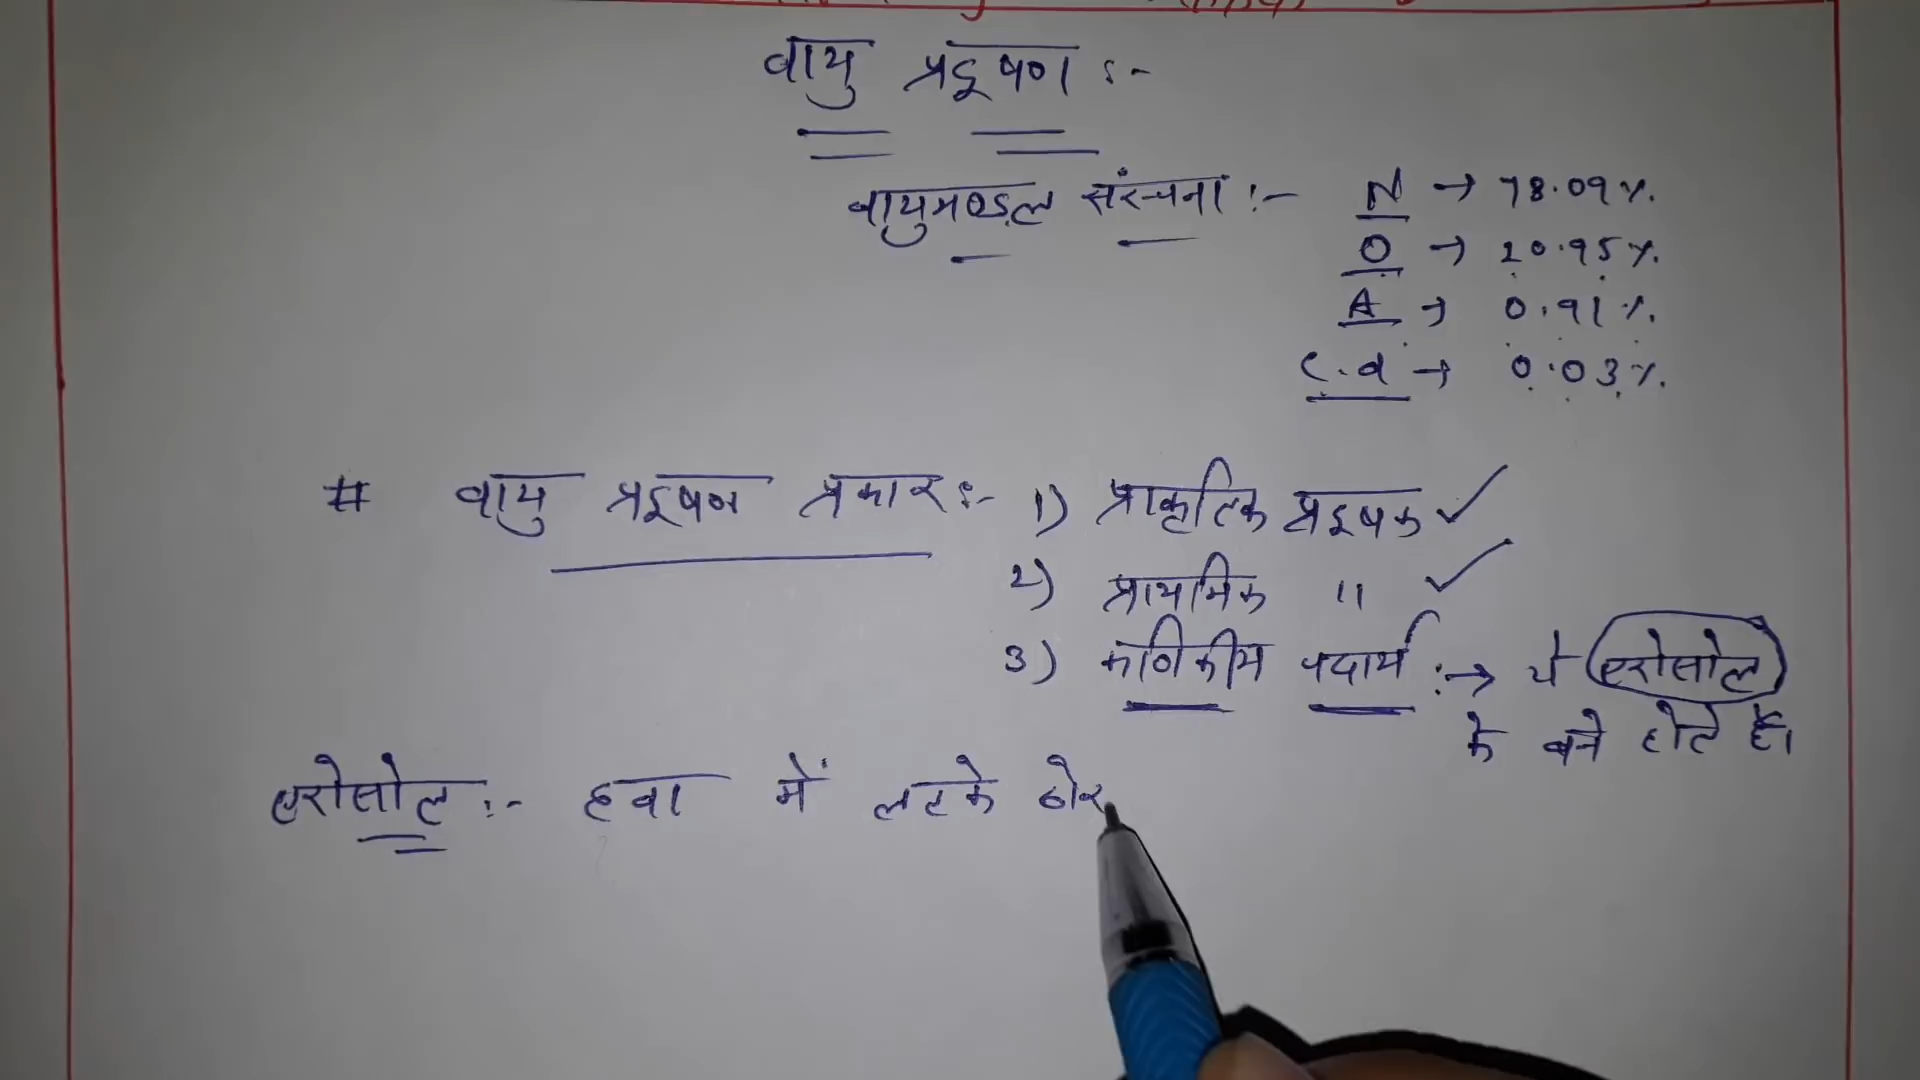 वायु प्रदूषण :-
वायुमण्डल संरचना :- N → 78.09%.
O → 20.95%.
A → 0.91%.
C.d → 0.03%.
# वायु प्रदूषण प्रकार :- 1) प्राकृतिक प्रदूषक ✓
2) प्राथमिक " ✓
3) कणिकीय पदार्थ :→ ये एरोसोल
के बने होते है।
एरोसोल :- हवा में लटके ठोस